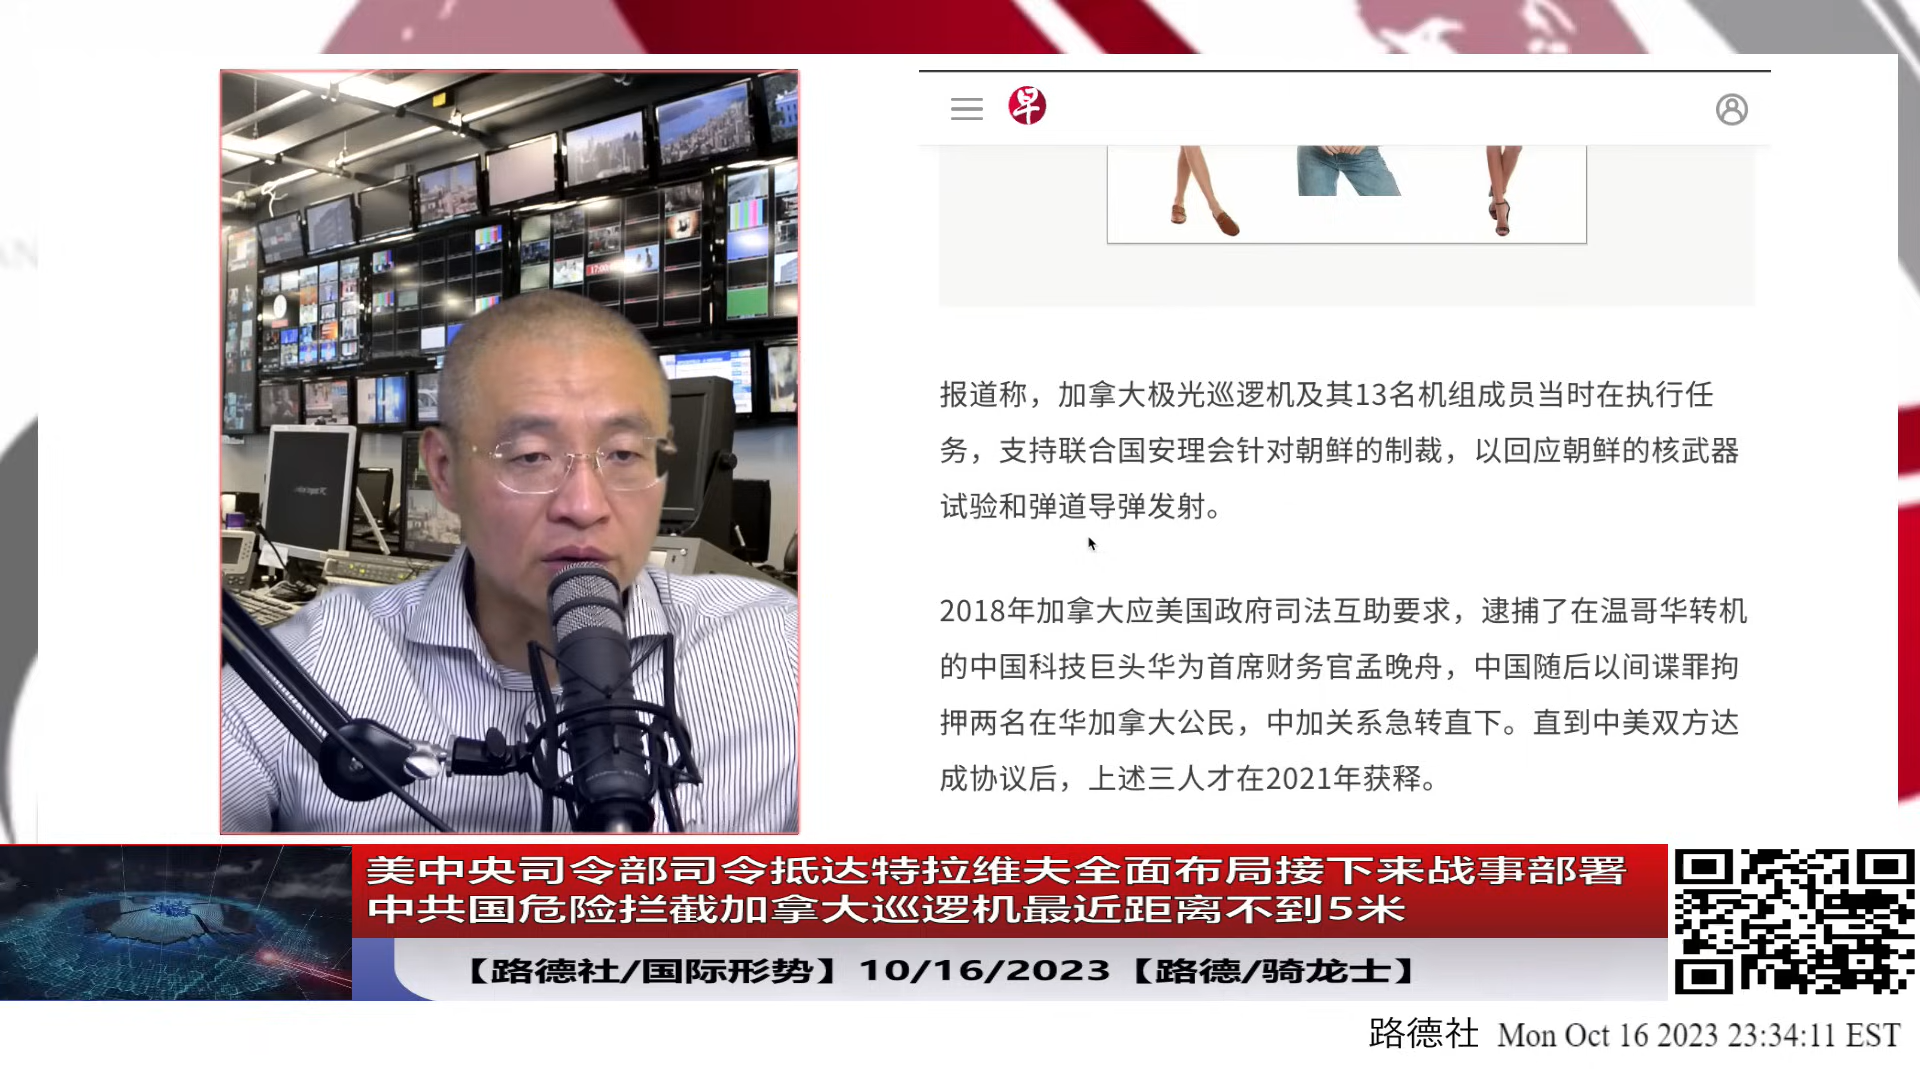 早
17:00
报道称，加拿大极光巡逻机及其13名机组成员当时在执行任
务，支持联合国安理会针对朝鲜的制裁，以回应朝鲜的核武器
试验和弹道导弹发射。
2018年加拿大应美国政府司法互助要求，逮捕了在温哥华转机
的中国科技巨头华为首席财务官孟晚舟，中国随后以间谍罪拘
押两名在华加拿大公民，中加关系急转直下。直到中美双方达
成协议后，上述三人才在2021年获释。
美中央司令部司令抵达特拉维夫全面布局接下来战事部署
中共国危险拦截加拿大巡逻机最近距离不到5米
【路德社/国际形势】10/16/2023【路德/骑龙士】
路德社 Mon Oct 16 2023 23:34:11 EST